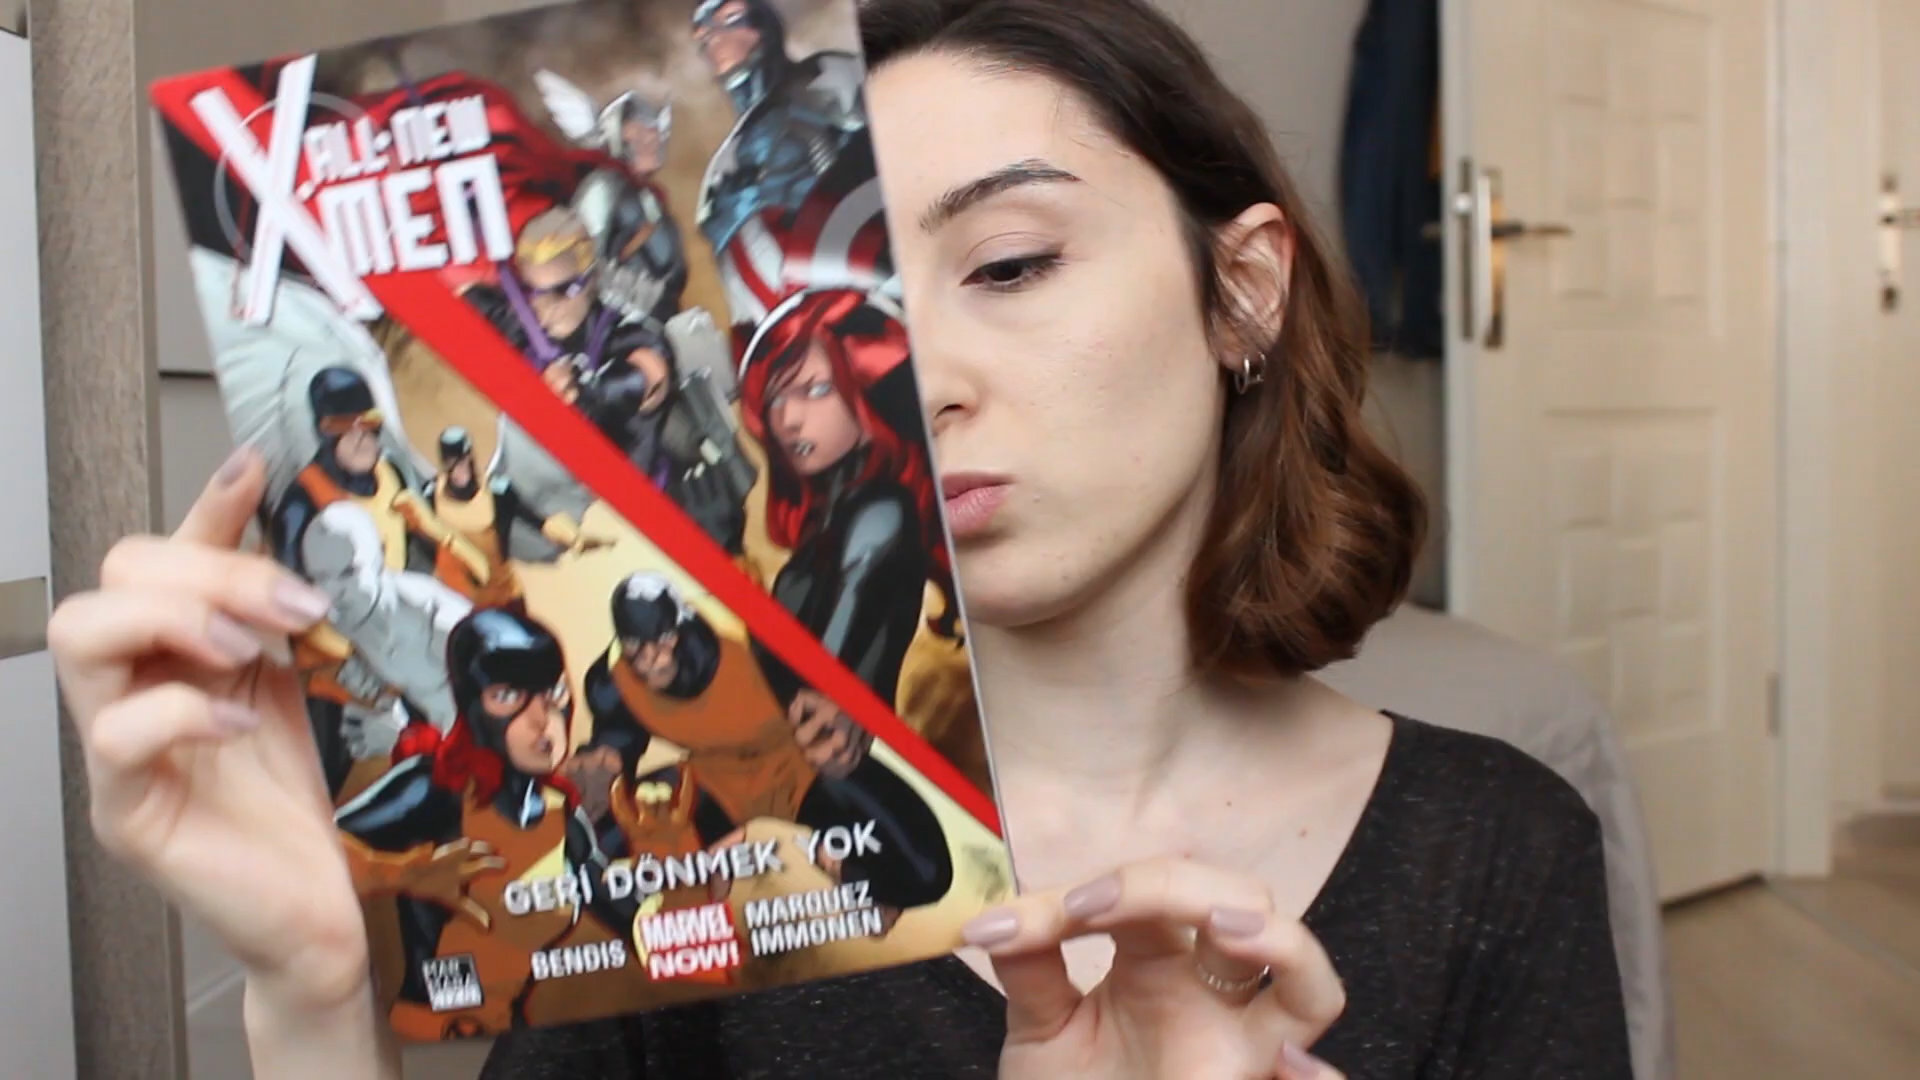 ALL-NEW
X-MEN
GERİ DÖNMEK YOK
BENDIS
MARVEL
NOW!
MARQUEZ
IMMONEN